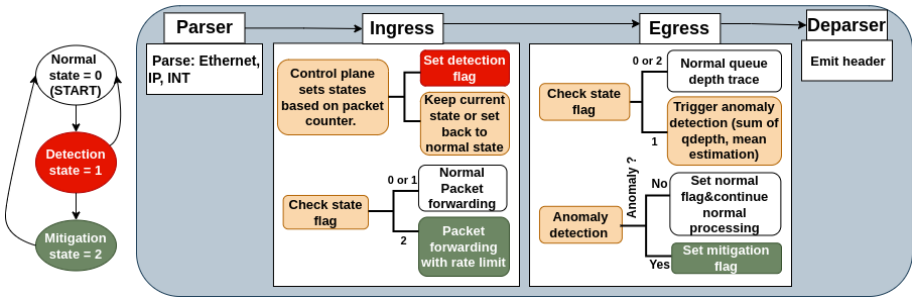 Normal
state = 0
(START)
Detection
state = 1
Mitigation
state = 2
Parser
Parse: Ethernet,
IP, INT
Ingress
Control plane
sets states
based on packet
counter.
Set detection
flag
Keep current
state or set
back to
normal state
Check state
flag
0 or 1
Normal
Packet
forwarding
2
Packet
forwarding
with rate limit
Egress
Check state
flag
0 or 2
Normal queue
depth trace
1
Trigger anomaly
detection (sum of
qdepth, mean
estimation)
Anomaly
detection
Anomaly ?
No
Set normal
flag&continue
normal
processing
Yes
Set mitigation
flag
Deparser
Emit header